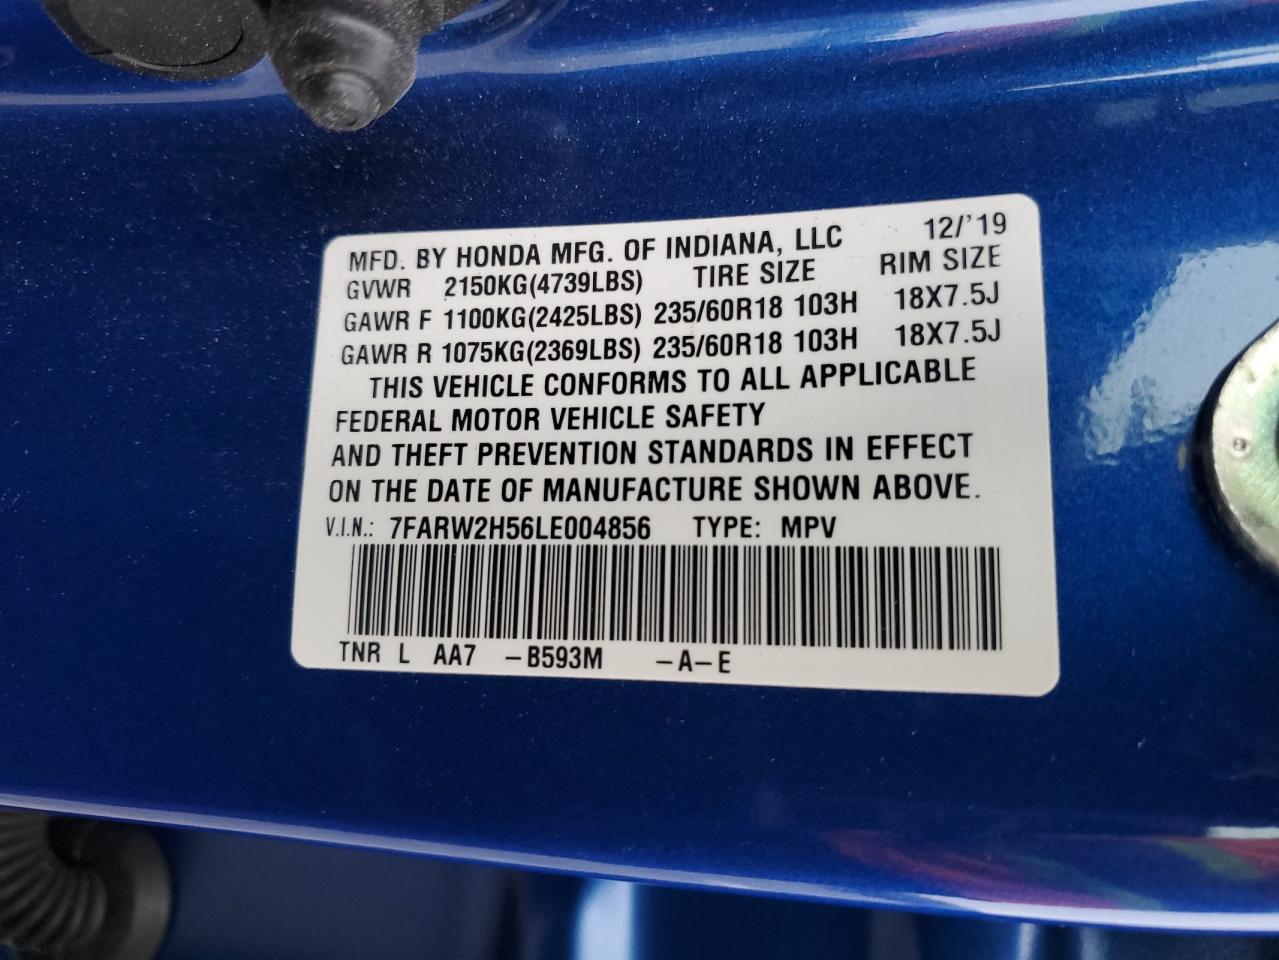 MFD. BY HONDA MFG. OF INDIANA, LLC 12/'19
GVWR 2150KG(4739LBS) TIRE SIZE RIM SIZE
GAWR F 1100KG(2425LBS) 235/60R18 103H 18X7.5J
GAWR R 1075KG(2369LBS) 235/60R18 103H 18X7.5J
THIS VEHICLE CONFORMS TO ALL APPLICABLE
FEDERAL MOTOR VEHICLE SAFETY
AND THEFT PREVENTION STANDARDS IN EFFECT
ON THE DATE OF MANUFACTURE SHOWN ABOVE.
V.I.N.: 7FARW2H56LE004856 TYPE: MPV
TNR L AA7 -B593M -A-E